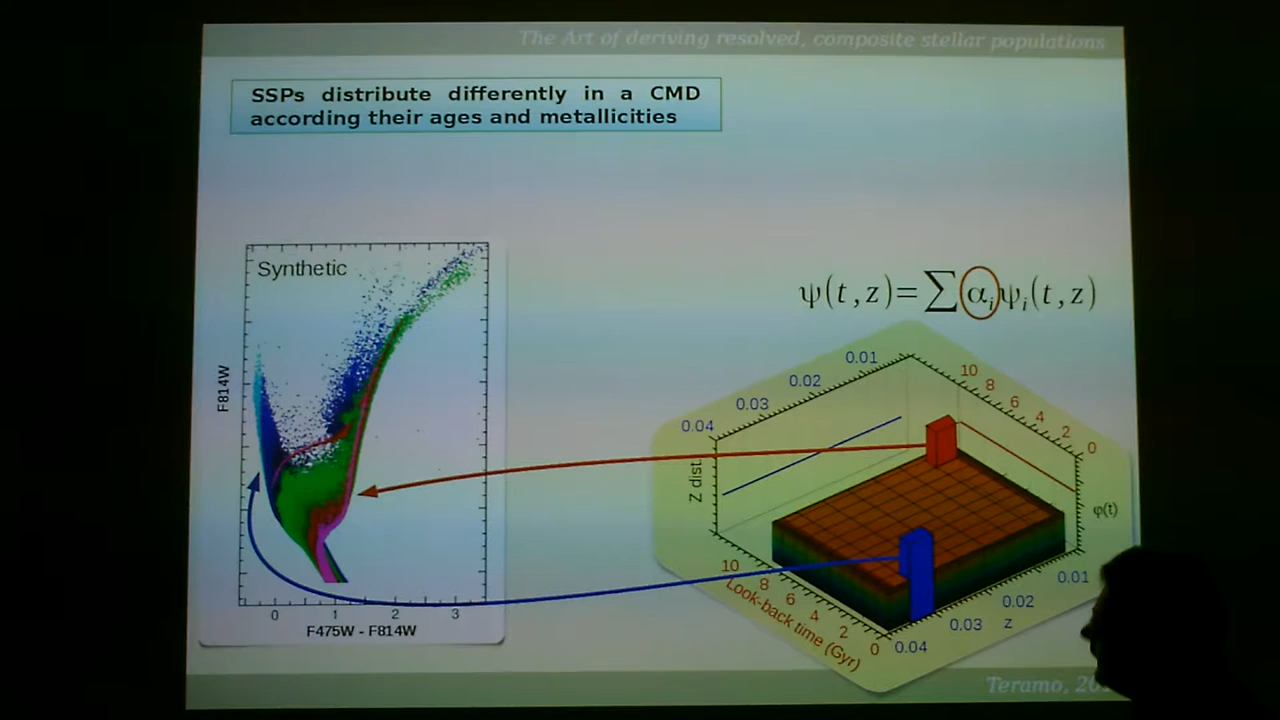 The Art of deriving resolved, composite stellar populations
SSPs distribute differently in a CMD
according their ages and metallicities
Synthetic
F814W
0 1 2 3
F475W - F814W
ψ(t,z)=∑αᵢψᵢ(t,z)
0.01
0.02
0.03
0.04
10
8
6
4
2
0
Z dist.
φ(t)
10
8
6
4
2
0
Look-back time (Gyr)
0.01
0.02
0.03
0.04
z
Teramo,